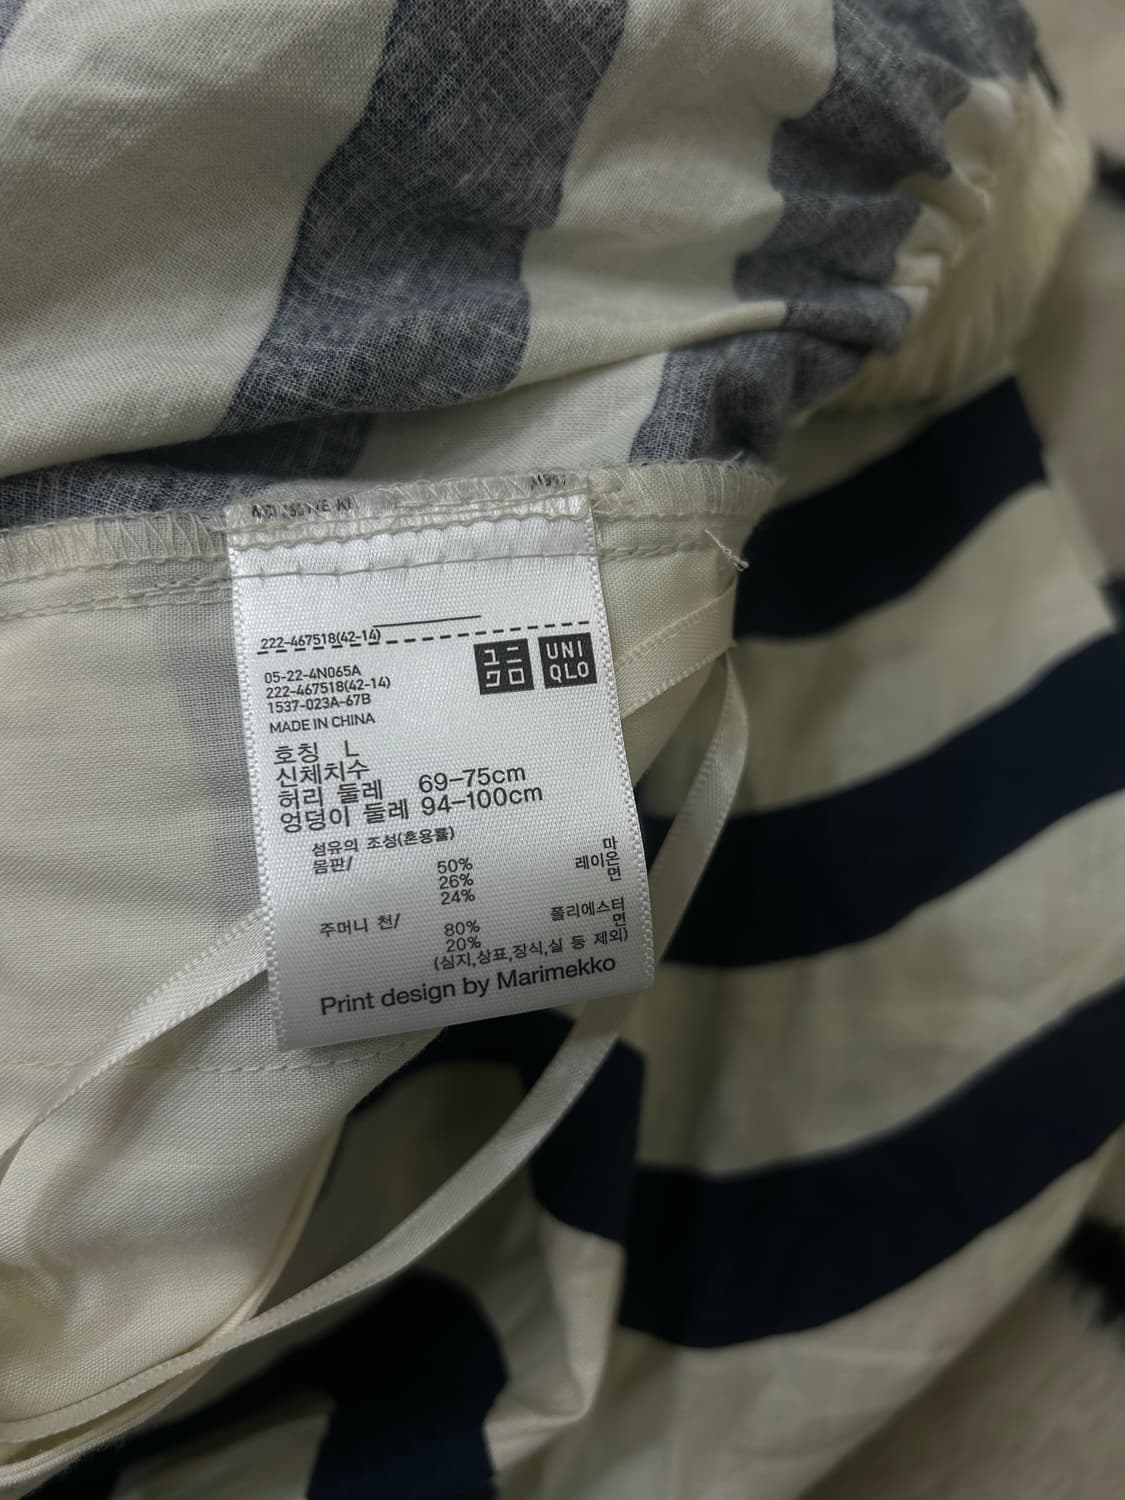 222-467518(42-14)
ユニ
クロ
UNI
QLO
05-22-4N065A
222-467518(42-14)
1537-023A-67B
MADE IN CHINA
호칭 L
신체치수
허리 둘레 69-75cm
엉덩이 둘레 94-100cm
섬유의 조성(혼용률)
몸판/ 50% 마
26% 레이온
24% 면
주머니 천/ 80% 폴리에스터
20% 면
(심지,상표,장식,실 등 제외)
Print design by Marimekko